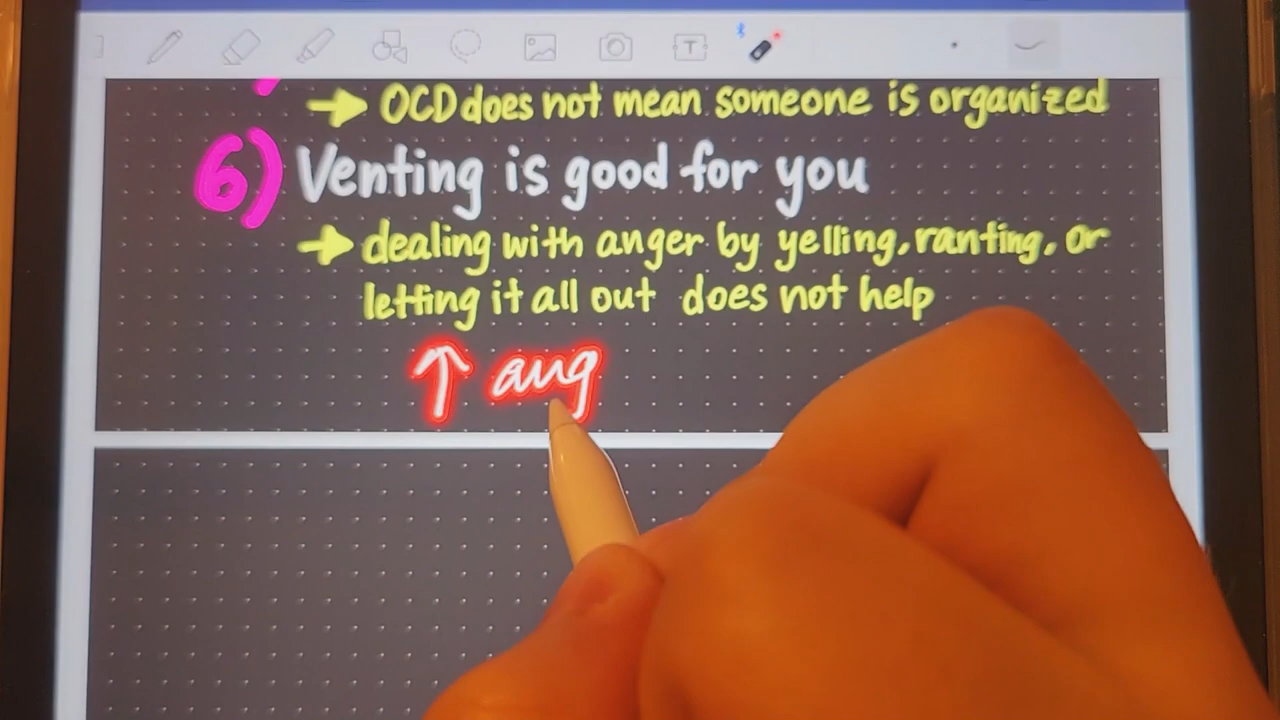 → OCD does not mean someone is organized
6) Venting is good for you
→ dealing with anger by yelling, ranting, or
letting it all out does not help
↑ ang
T